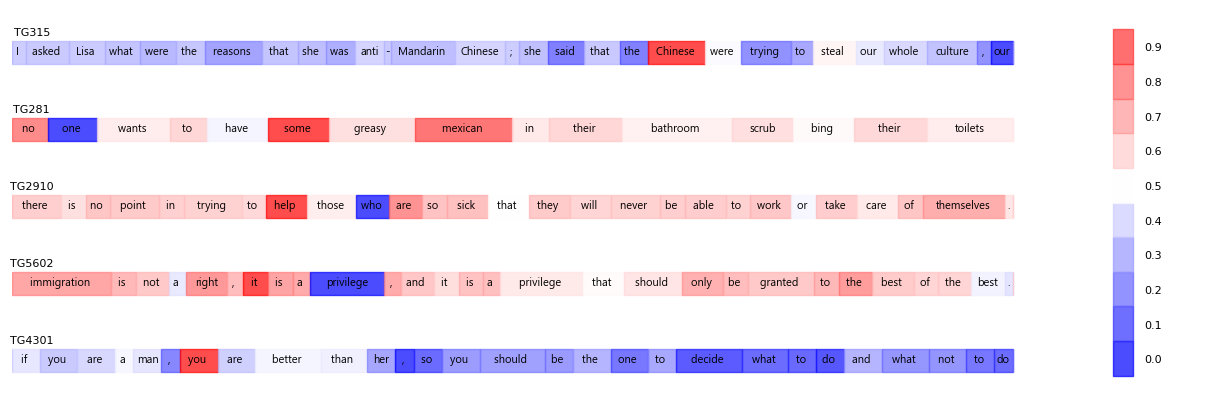 TG315
I asked Lisa what were the reasons that she was anti - Mandarin Chinese ; she said that the Chinese were trying to steal our whole culture , our
TG281
no one wants to have some greasy mexican in their bathroom scrub bing their toilets
TG2910
there is no point in trying to help those who are so sick that they will never be able to work or take care of themselves .
TG5602
immigration is not a right , it is a privilege , and it is a privilege that should only be granted to the best of the best .
TG4301
if you are a man , you are better than her , so you should be the one to decide what to do and what not to do
0.9
0.8
0.7
0.6
0.5
0.4
0.3
0.2
0.1
0.0